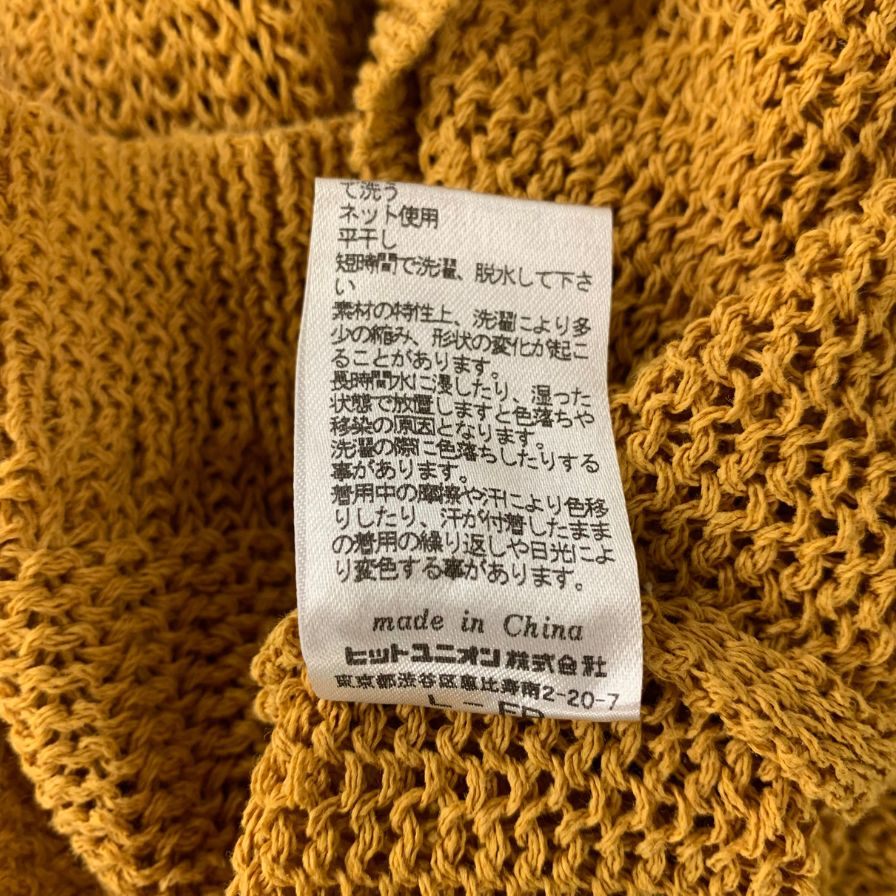 て洗う
ネット使用
平干し
短時間で洗濯、脱水して下さ
い
素材の特性上、洗濯により多
少の縮み、形状の変化が起こ
ることがあります。
長時間水に浸したり、湿った
状態で放置しますと色落ちや
移染の原因となります。
洗濯の際に色落ちしたりする
事があります。
着用中の摩擦や汗により色移
りしたり、汗が付着したまま
の着用の繰り返しや日光によ
り変色する事があります。
made in China
ヒットユニオン株式会社
東京都渋谷区恵比寿南2-20-7